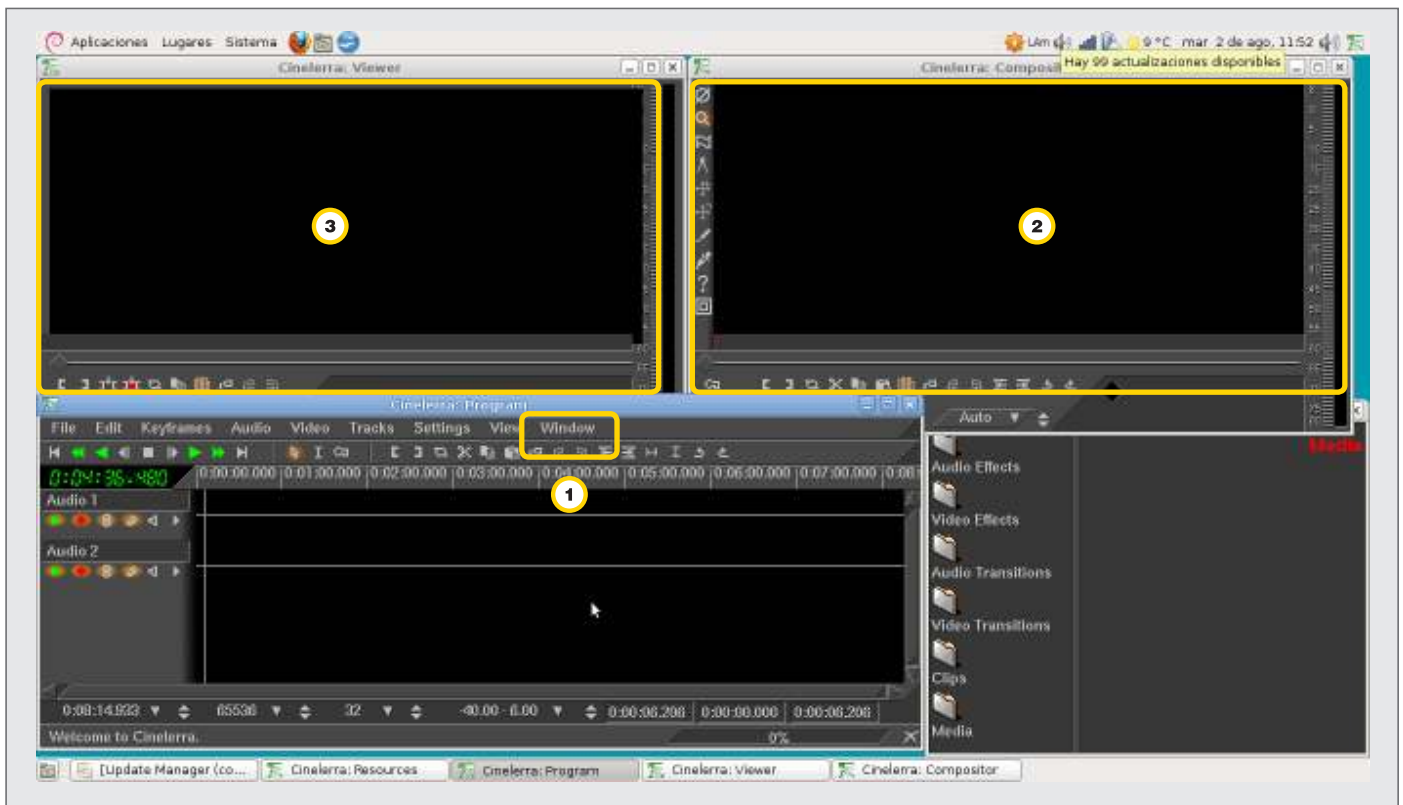 Aplicaciones Lugares Sistema
9 °C mar 2 de ago, 11:52
Cinelerra: Viewer
Cinelerra: Composit
Hay 99 actualizaciones disponibles
3
2
Cinelerra: Program
File Edit Keyframes Audio Video Tracks Settings View Window
Auto
0:04:36.480
0:00:00.000 0:01:00.000 0:02:00.000 0:03:00.000 0:04:00.000 0:05:00.000 0:06:00.000 0:07:00.000
1
Audio 1
Audio 2
Audio Effects
Video Effects
Audio Transitions
Video Transitions
Clips
Media
Media
0:08:14.933 65536 32 0:00:06.206 0:00:00.000 0:00:06.206
Welcome to Cinelerra. 0%
[Update Manager (co... Cinelerra: Resources Cinelerra: Program Cinelerra: Viewer Cinelerra: Compositor